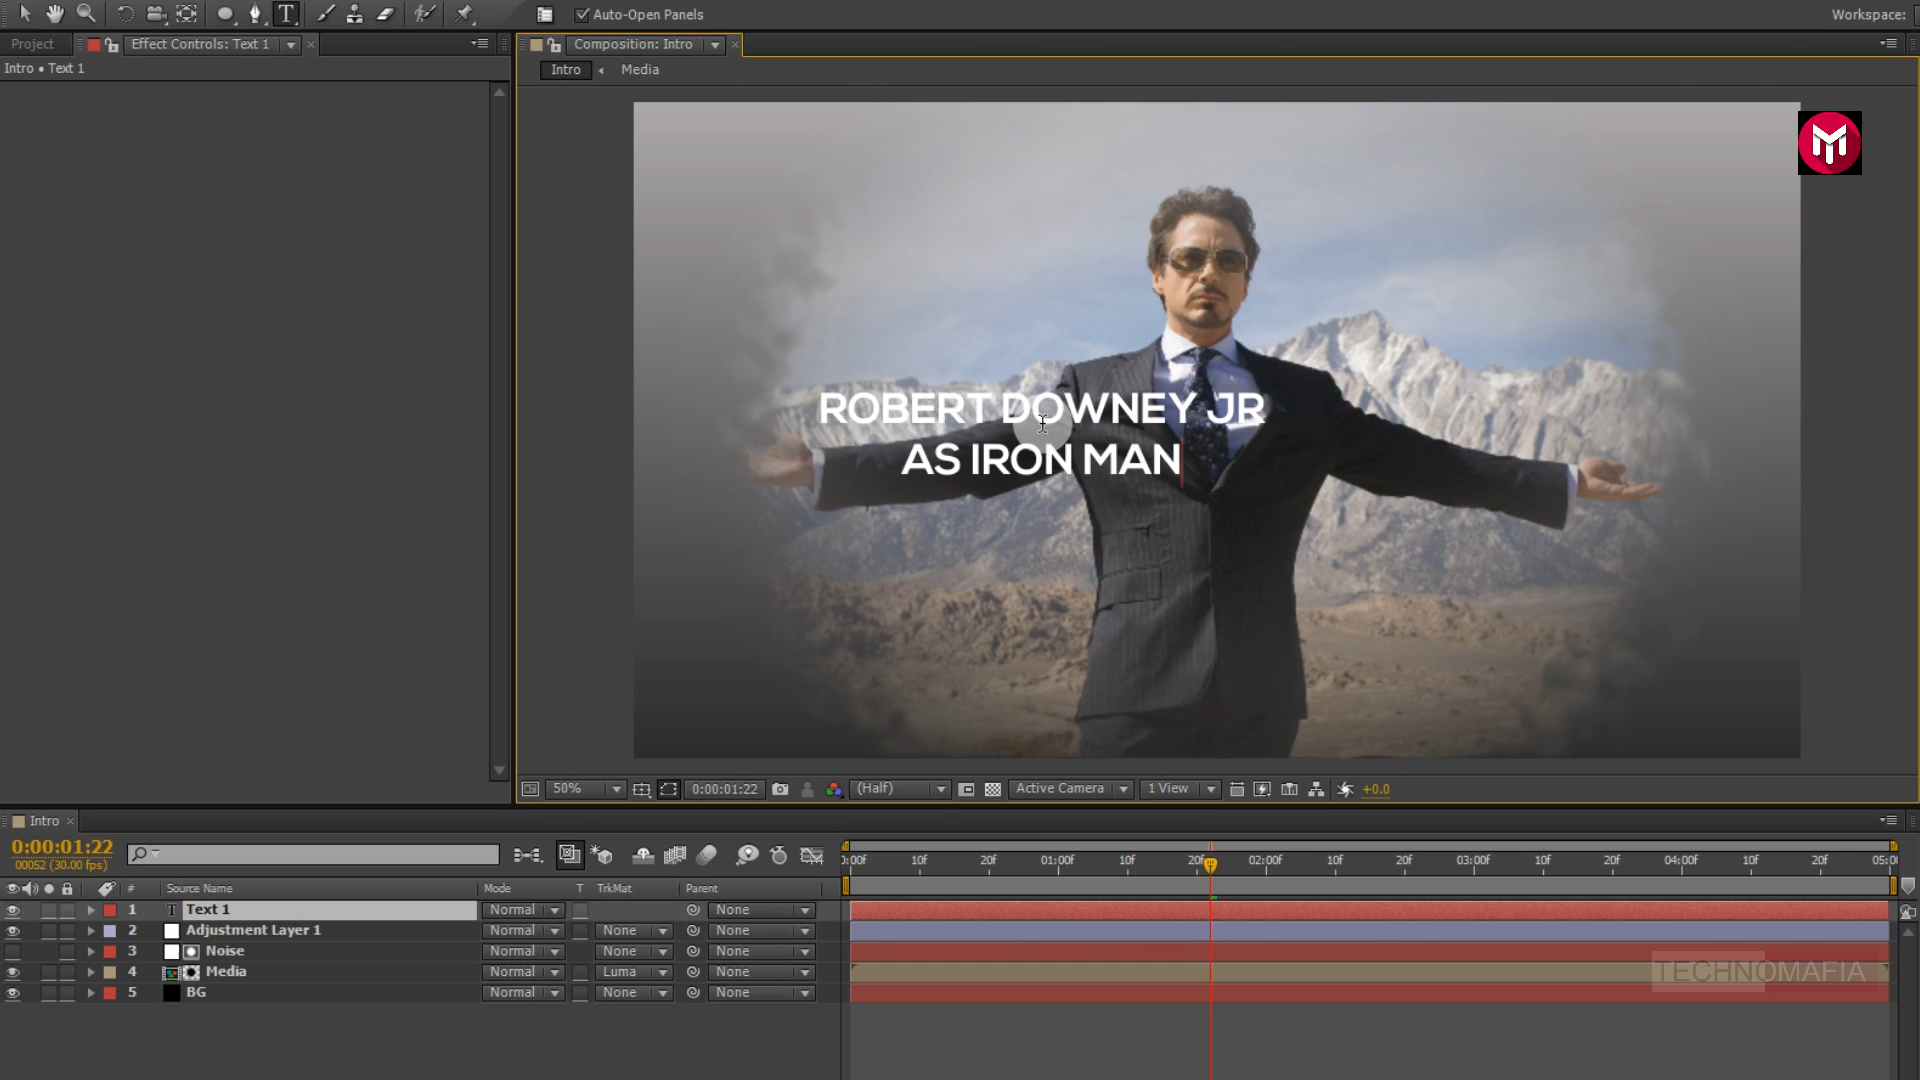 Auto-Open Panels
Workspace:
Project
Effect Controls: Text 1
Composition: Intro
Intro • Text 1
Intro
Media
ROBERT DOWNEY JR
AS IRON MAN
50%
0:00:01:22
(Half)
Active Camera
1 View
+0.0
Intro
0:00:01:22
00052 (30.00 fps)
0:00f 10f 20f 01:00f 10f 20f 02:00f 10f 20f 03:00f 10f 20f 04:00f 10f 20f 05:00
# Source Name Mode T TrkMat Parent
1 T Text 1 Normal None
2 Adjustment Layer 1 Normal None None
3 Noise Normal None None
4 Media Normal Luma None
5 BG Normal None None
TECHNOMAFIA